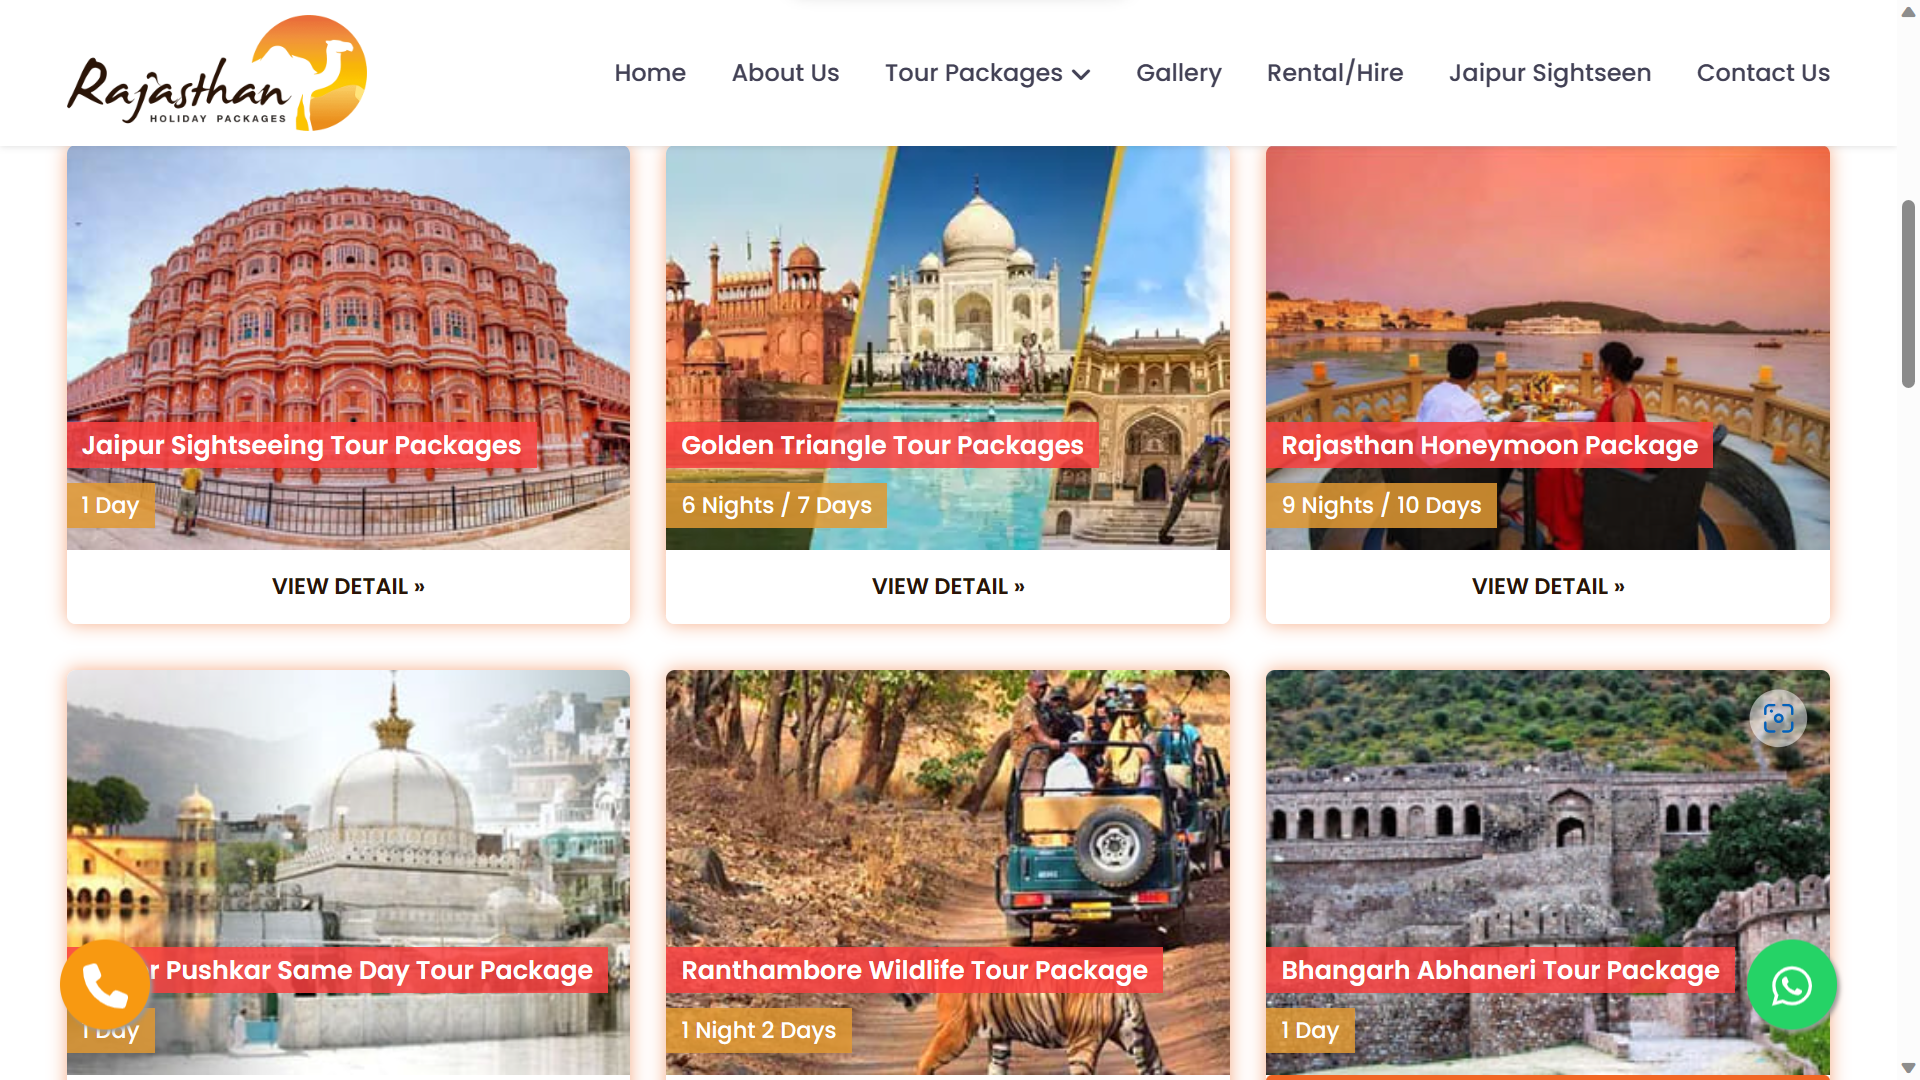 Rajasthan
HOLIDAY PACKAGES
Home
About Us
Tour Packages
Gallery
Rental/Hire
Jaipur Sightseen
Contact Us
Jaipur Sightseeing Tour Packages
1 Day
VIEW DETAIL »
Golden Triangle Tour Packages
6 Nights / 7 Days
VIEW DETAIL »
Rajasthan Honeymoon Package
9 Nights / 10 Days
VIEW DETAIL »
Pushkar Same Day Tour Package
1 Day
Ranthambore Wildlife Tour Package
1 Night 2 Days
Bhangarh Abhaneri Tour Package
1 Day